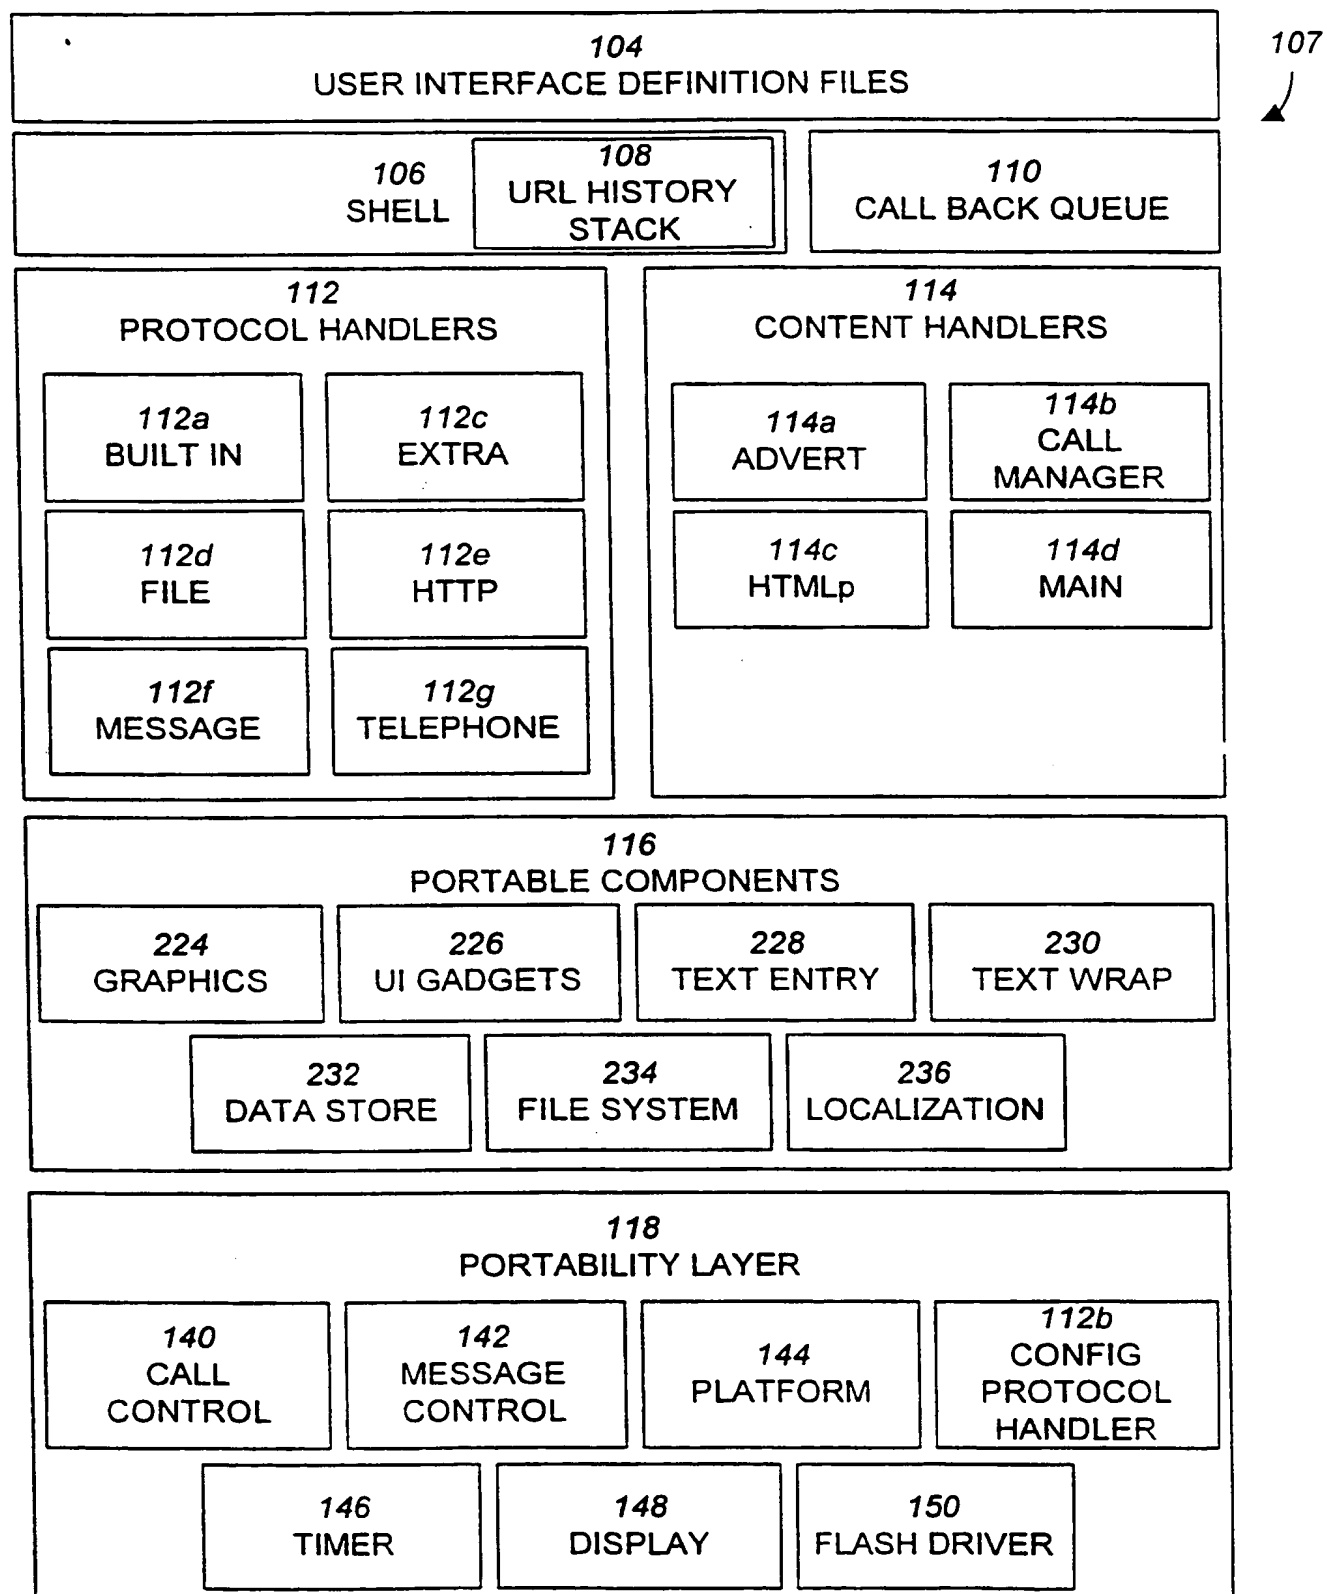 104
USER INTERFACE DEFINITION FILES
107
106
SHELL
108
URL HISTORY
STACK
110
CALL BACK QUEUE
112
PROTOCOL HANDLERS
112a
BUILT IN
112c
EXTRA
112d
FILE
112e
HTTP
112f
MESSAGE
112g
TELEPHONE
114
CONTENT HANDLERS
114a
ADVERT
114b
CALL
MANAGER
114c
HTMLp
114d
MAIN
116
PORTABLE COMPONENTS
224
GRAPHICS
226
UI GADGETS
228
TEXT ENTRY
230
TEXT WRAP
232
DATA STORE
234
FILE SYSTEM
236
LOCALIZATION
118
PORTABILITY LAYER
140
CALL
CONTROL
142
MESSAGE
CONTROL
144
PLATFORM
112b
CONFIG
PROTOCOL
HANDLER
146
TIMER
148
DISPLAY
150
FLASH DRIVER